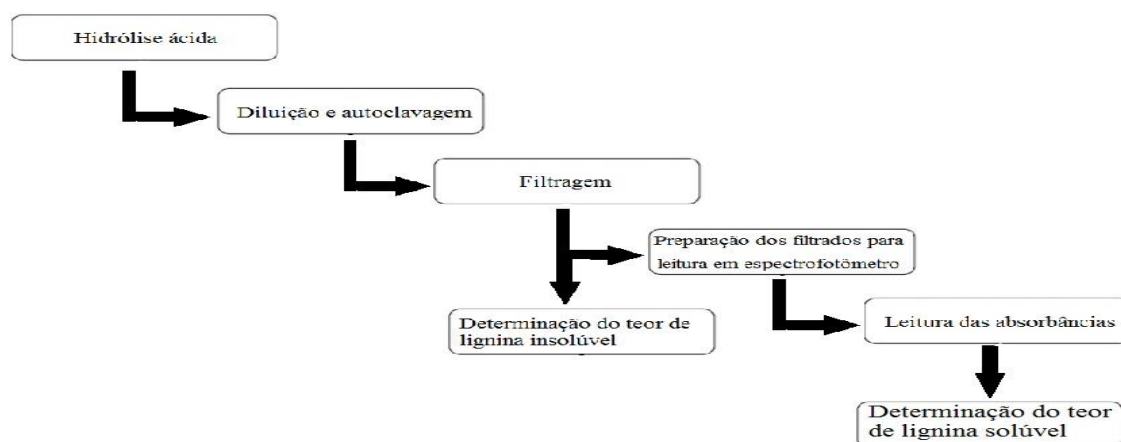 Hidrólise ácida
Diluição e autoclavagem
Filtragem
Preparação dos filtrados para
leitura em espectrofotômetro
Determinação do teor de
lignina insolúvel
Leitura das absorbâncias
Determinação do teor
de lignina solúvel